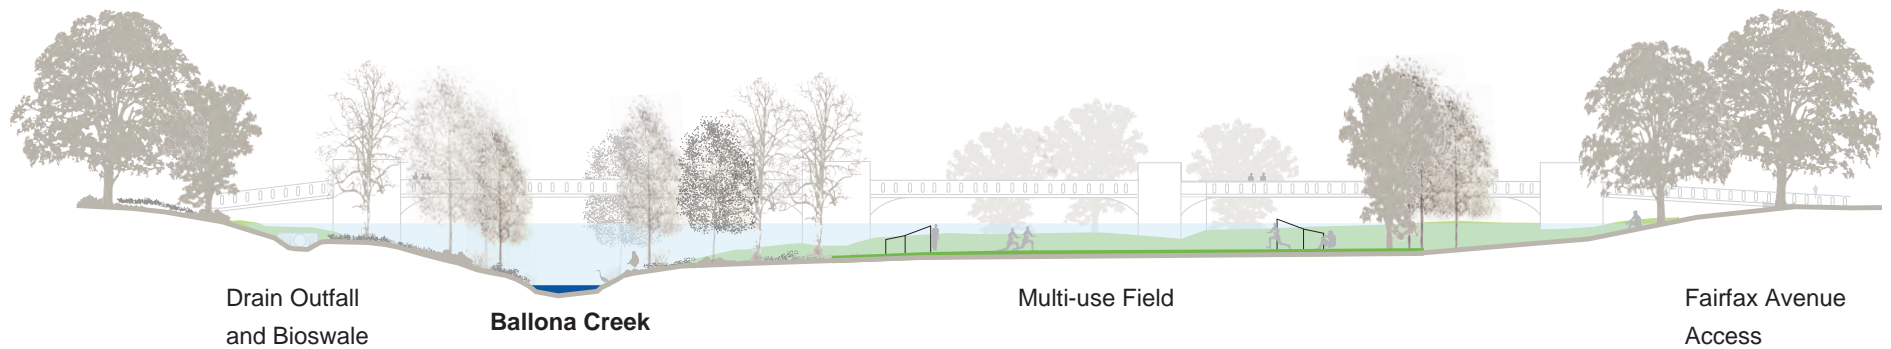 Drain Outfall
and Bioswale
Ballona Creek
Multi-use Field
Fairfax Avenue
Access